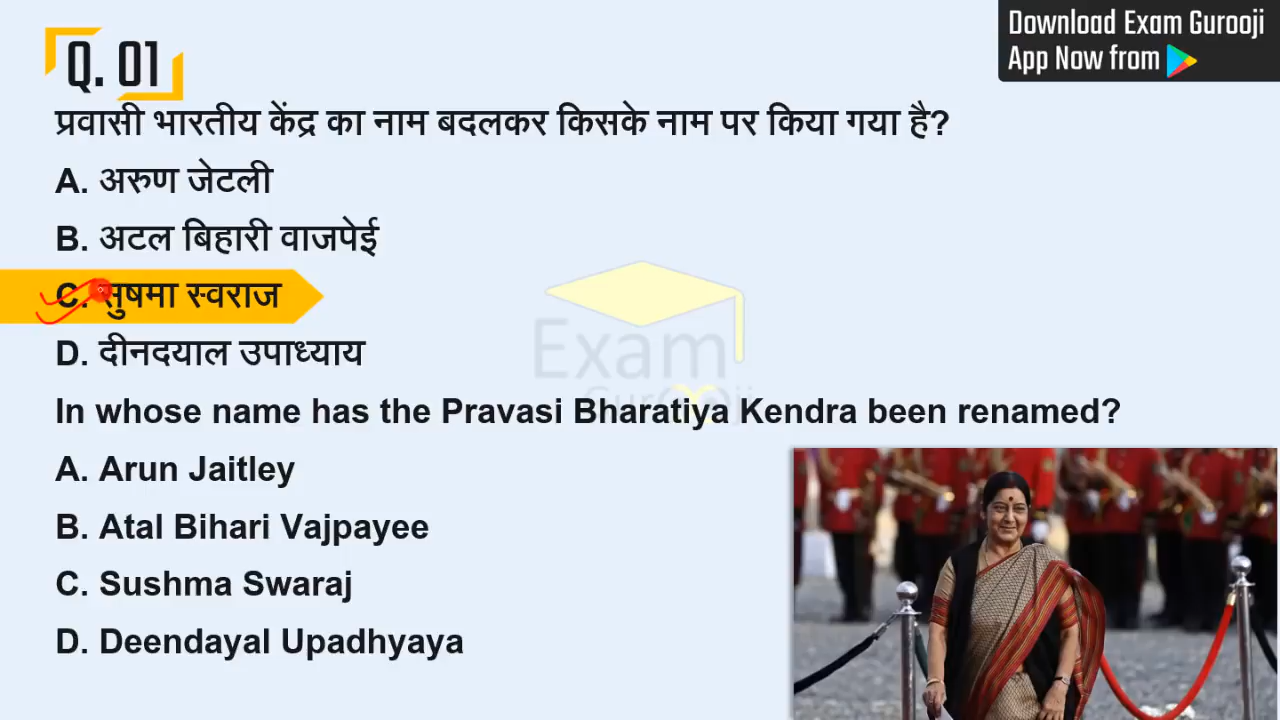 Download Exam Gurooji
App Now from
Q. 01
प्रवासी भारतीय केंद्र का नाम बदलकर किसके नाम पर किया गया है?
A. अरुण जेटली
B. अटल बिहारी वाजपेई
C. सुषमा स्वराज
D. दीनदयाल उपाध्याय
Exam
Gurooji
In whose name has the Pravasi Bharatiya Kendra been renamed?
A. Arun Jaitley
B. Atal Bihari Vajpayee
C. Sushma Swaraj
D. Deendayal Upadhyaya